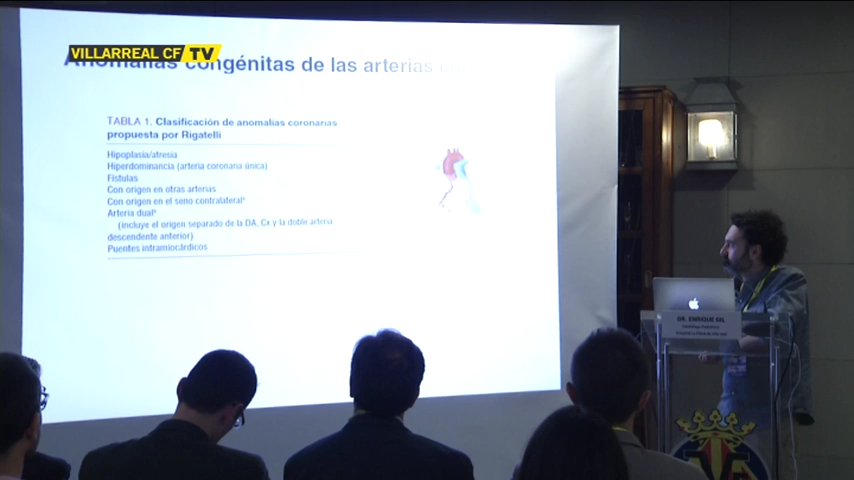 VILLARREAL CF TV
Anomalías congénitas de las arterias
TABLA 1. Clasificación de anomalías coronarias
propuesta por Rigatelli
Hipoplasia/atresia
Hiperdominancia (arteria coronaria única)
Fístulas
Con origen en otras arterias
Con origen en el seno contralateralᵃ
Arteria dualᵇ
(incluye el origen separado de la DA, Cx y la doble arteria
descendente anterior)
Puentes intramiocárdicos
DR. ENRIQUE GIL